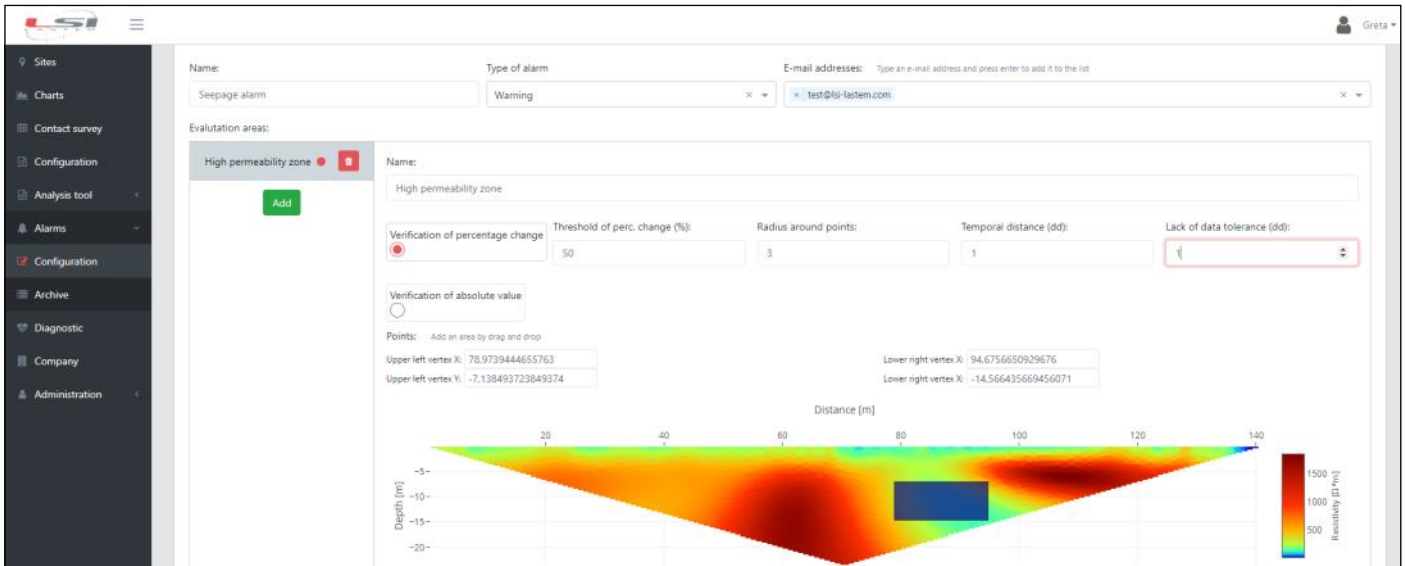 LSI
LASTEM
Greta
Sites
Charts
Contact survey
Configuration
Analysis tool
Alarms
Configuration
Archive
Diagnostic
Company
Administration
Name:
Type of alarm
E-mail addresses: Type an e-mail address and press enter to add it to the list
Seepage alarm
Warning
× test@lsi-lastem.com
Evalutation areas:
High permeability zone
Add
Name:
High permeability zone
Verification of percentage change
Threshold of perc. change (%):
Radius around points:
Temporal distance (dd):
Lack of data tolerance (dd):
50
3
1
1
Verification of absolute value
Points: Add an area by drag and drop
Upper left vertex X: 78,9739444655763
Lower right vertex X: 94,6756650929676
Upper left vertex Y: -7,138493723849374
Lower right vertex X: -14,566435669456071
Distance [m]
20 40 60 80 100 120 140
Depth [m]
-5
-10
-15
-20
1500
1000
500
Resistivity [Ω*m]